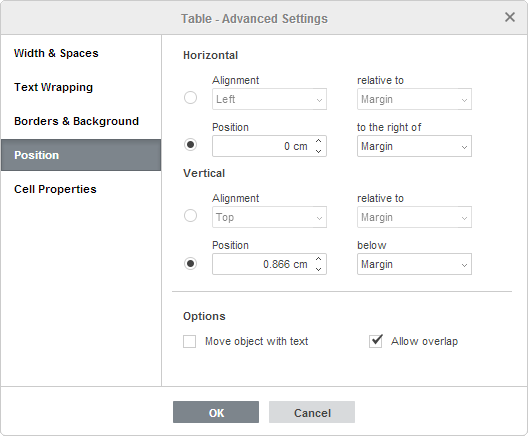 Table - Advanced Settings
Width & Spaces
Text Wrapping
Borders & Background
Position
Cell Properties
Horizontal
Alignment relative to
Left Margin
Position to the right of
0 cm Margin
Vertical
Alignment relative to
Top Margin
Position below
0.866 cm Margin
Options
Move object with text Allow overlap
OK Cancel